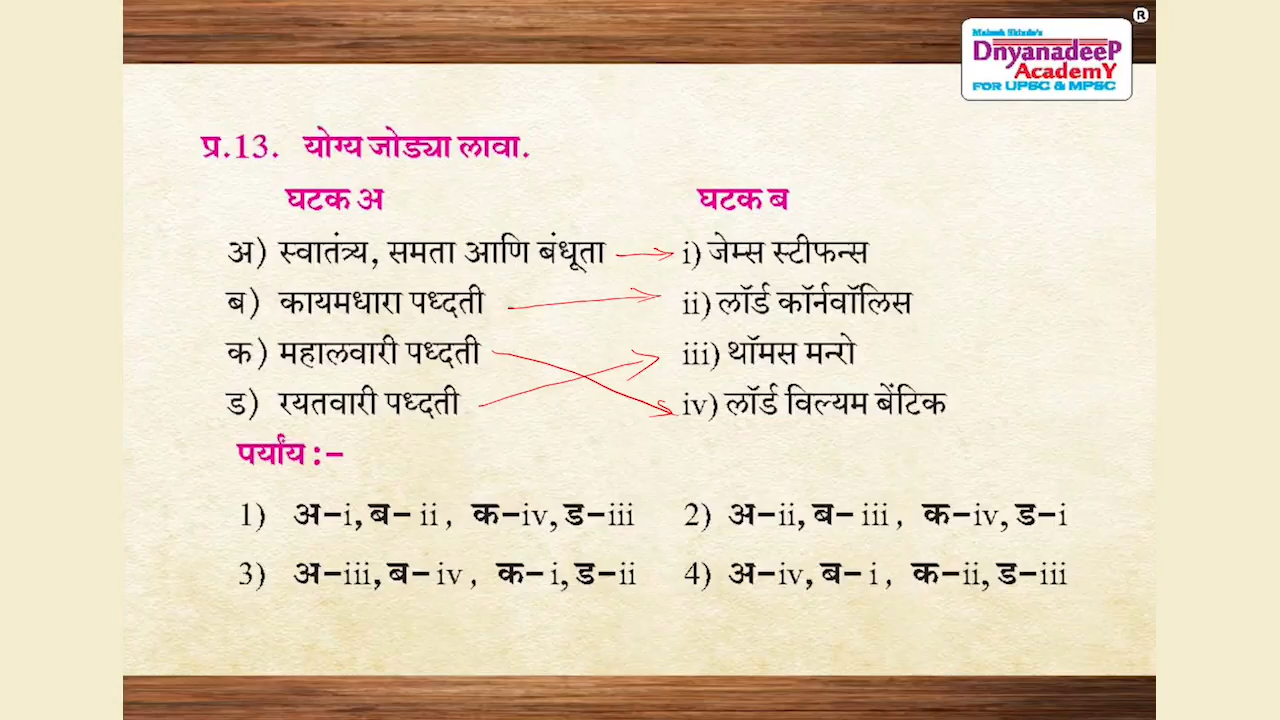 ®
Mahesh Shinde's
DnyanadeeP
AcademY
FOR UPSC & MPSC
प्र.13. योग्य जोड्या लावा.
घटक अ घटक ब
अ) स्वातंत्र्य, समता आणि बंधूता i) जेम्स स्टीफन्स
ब) कायमधारा पध्दती ii) लॉर्ड कॉर्नवॉलिस
क) महालवारी पध्दती iii) थॉमस मन्रो
ड) रयतवारी पध्दती iv) लॉर्ड विल्यम बेंटिक
पर्यांय :-
1) अ-i, ब- ii , क-iv, ड-iii 2) अ-ii, ब- iii , क-iv, ड-i
3) अ-iii, ब- iv , क- i, ड-ii 4) अ-iv, ब- i , क-ii, ड-iii